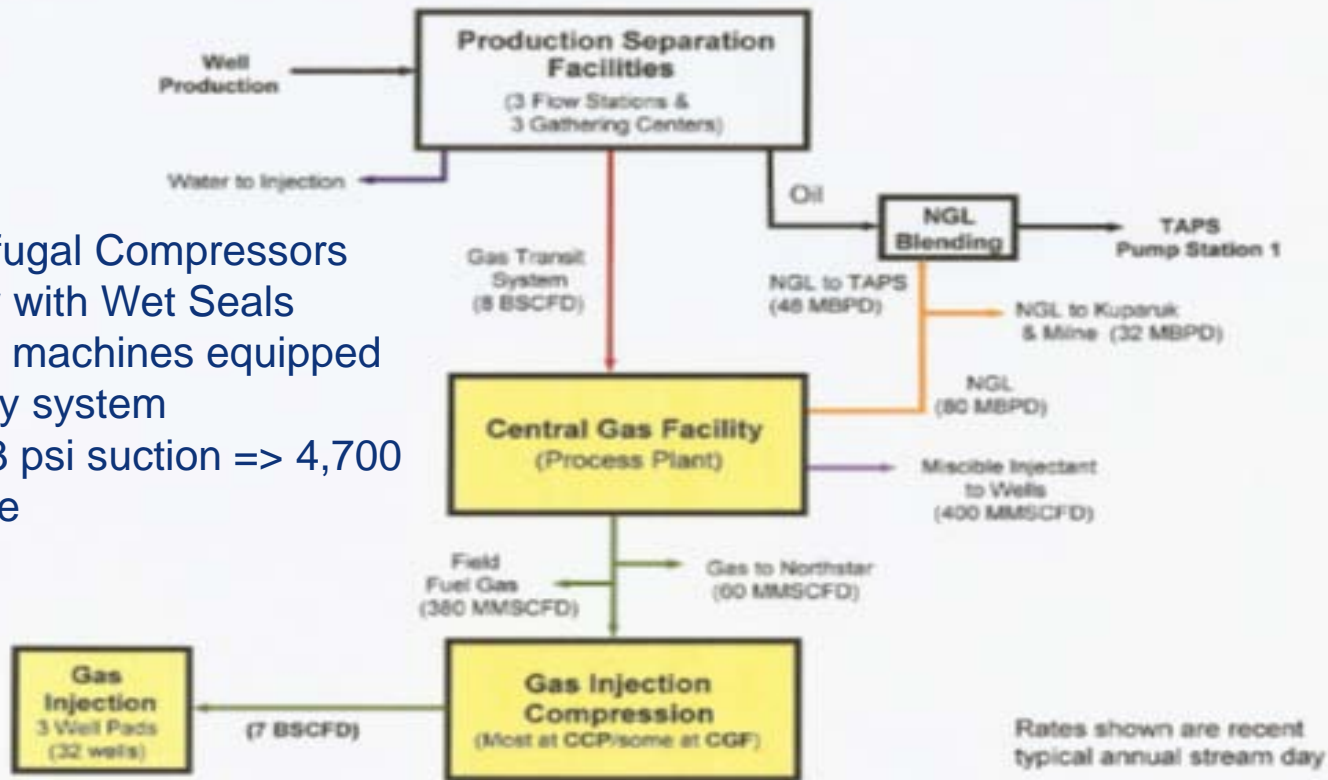 Production Separation
Facilities
(3 Flow Stations &
3 Gathering Centers)
Well
Production
Water to Injection
Oil
NGL
Blending
TAPS
Pump Station 1
fugal Compressors
with Wet Seals
machines equipped
y system
psi suction => 4,700
e
Gas Transit
System
(8 BSCFD)
NGL to TAPS
(48 MBPD)
NGL to Kuparuk
& Milne (32 MBPD)
NGL
(80 MBPD)
Central Gas Facility
(Process Plant)
Miscible Injectant
to Wells
(400 MMSCFD)
Field
Fuel Gas
(380 MMSCFD)
Gas to Northstar
(60 MMSCFD)
Gas
Injection
3 Well Pads
(32 wells)
(7 BSCFD)
Gas Injection
Compression
(Most at CCP/some at CGF)
Rates shown are recent
typical annual stream day